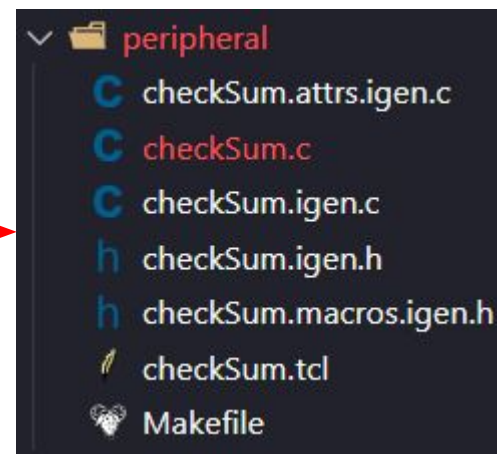 peripheral
C checkSum.attrs.igen.c
C checkSum.c
C checkSum.igen.c
h checkSum.igen.h
h checkSum.macros.igen.h
checkSum.tcl
Makefile